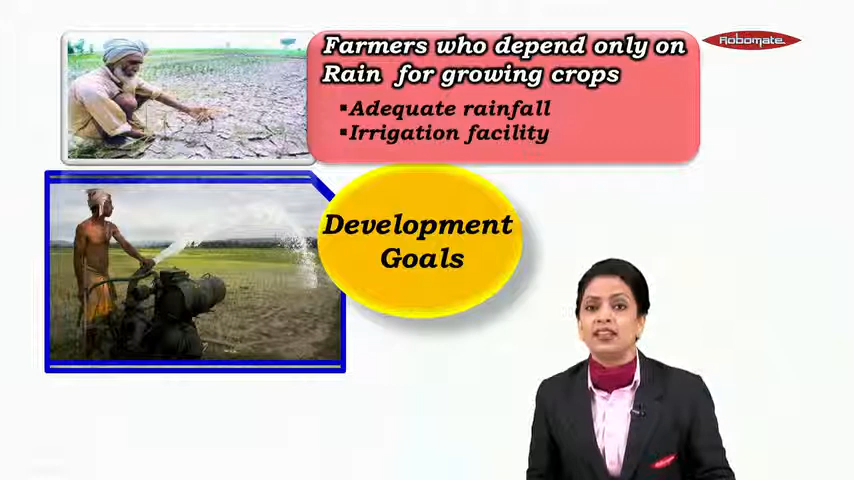 Farmers who depend only on
Rain for growing crops
▪Adequate rainfall
▪Irrigation facility
Robomate
Development
Goals